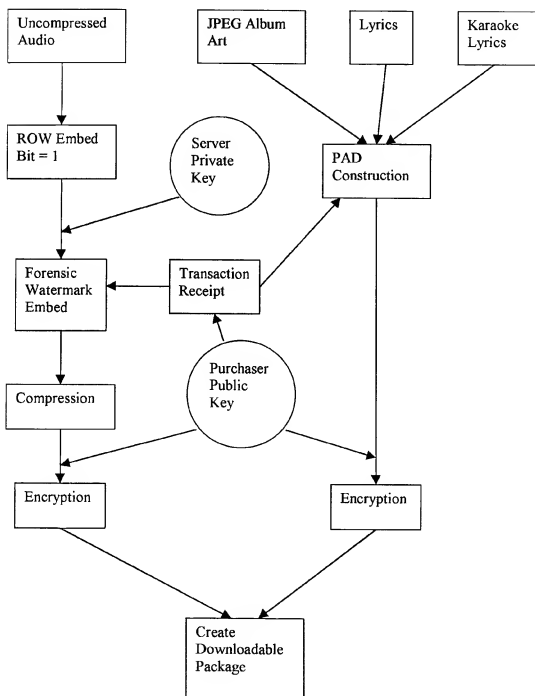 Uncompressed
Audio
JPEG Album
Art
Lyrics
Karaoke
Lyrics
ROW Embed
Bit = 1
Server
Private
Key
PAD
Construction
Forensic
Watermark
Embed
Transaction
Receipt
Purchaser
Public
Key
Compression
Encryption
Encryption
Create
Downloadable
Package